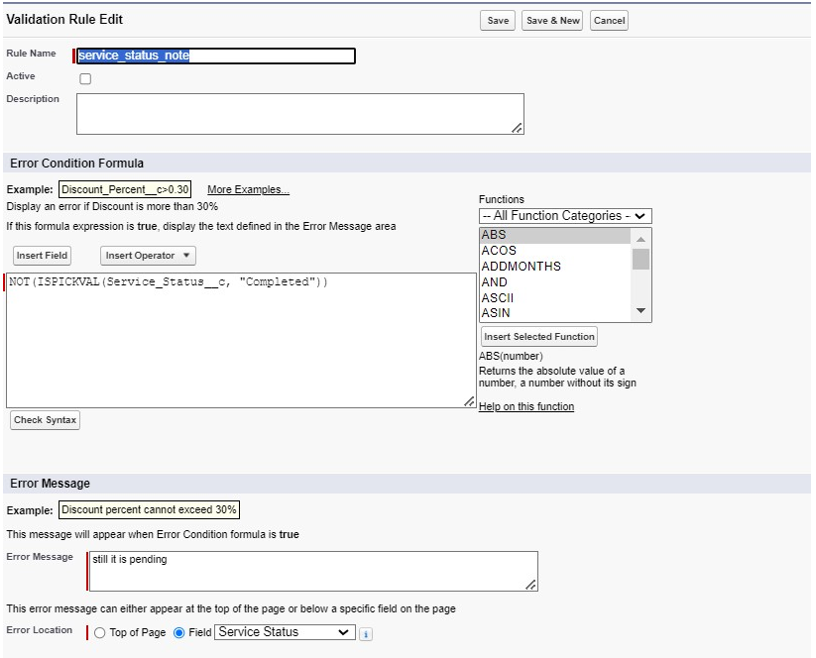 Validation Rule Edit
Save
Save & New
Cancel
Rule Name
service_status_note
Active
Description
Error Condition Formula
Example: Discount_Percent__c>0.30 More Examples...
Display an error if Discount is more than 30%
If this formula expression is true, display the text defined in the Error Message area
Insert Field
Insert Operator
NOT(ISPICKVAL(Service_Status__c, "Completed"))
Check Syntax
Functions
-- All Function Categories -
ABS
ACOS
ADDMONTHS
AND
ASCII
ASIN
Insert Selected Function
ABS(number)
Returns the absolute value of a
number, a number without its sign
Help on this function
Error Message
Example: Discount percent cannot exceed 30%
This message will appear when Error Condition formula is true
Error Message
still it is pending
This error message can either appear at the top of the page or below a specific field on the page
Error Location
Top of Page
Field
Service Status
i